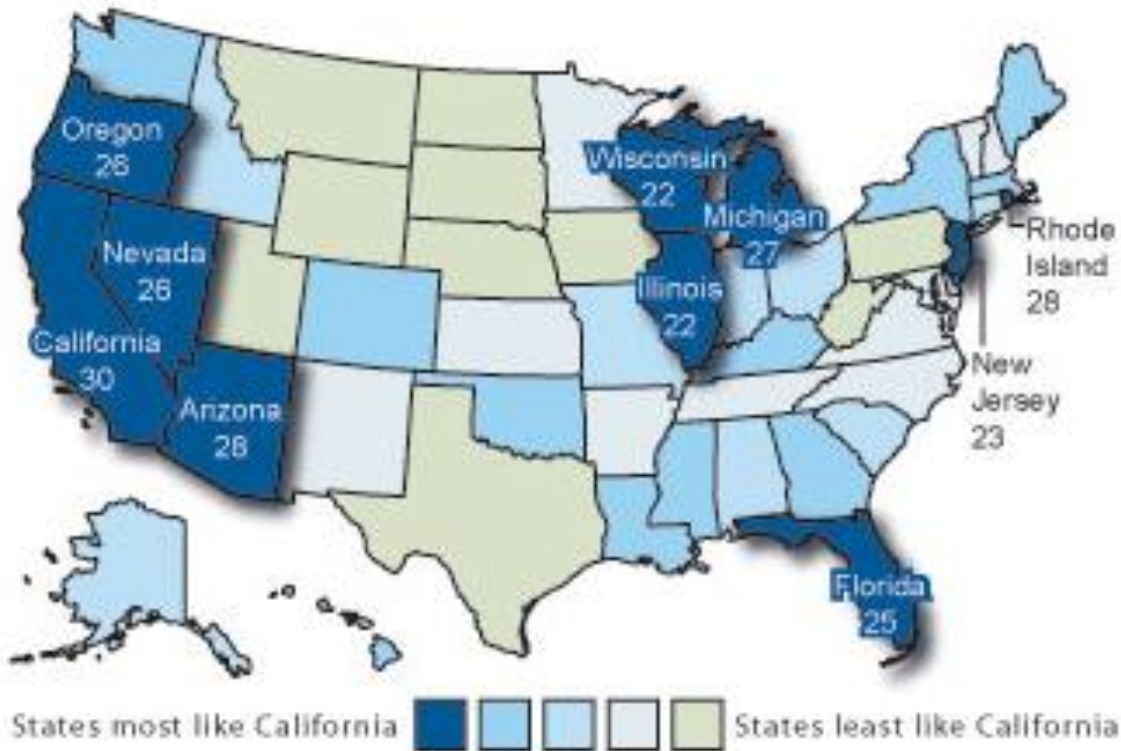 Oregon
26
Nevada
26
California
30
Arizona
28
Wisconsin
22
Michigan
27
Illinois
22
Rhode
Island
28
New
Jersey
23
Florida
25
States most like California
States least like California